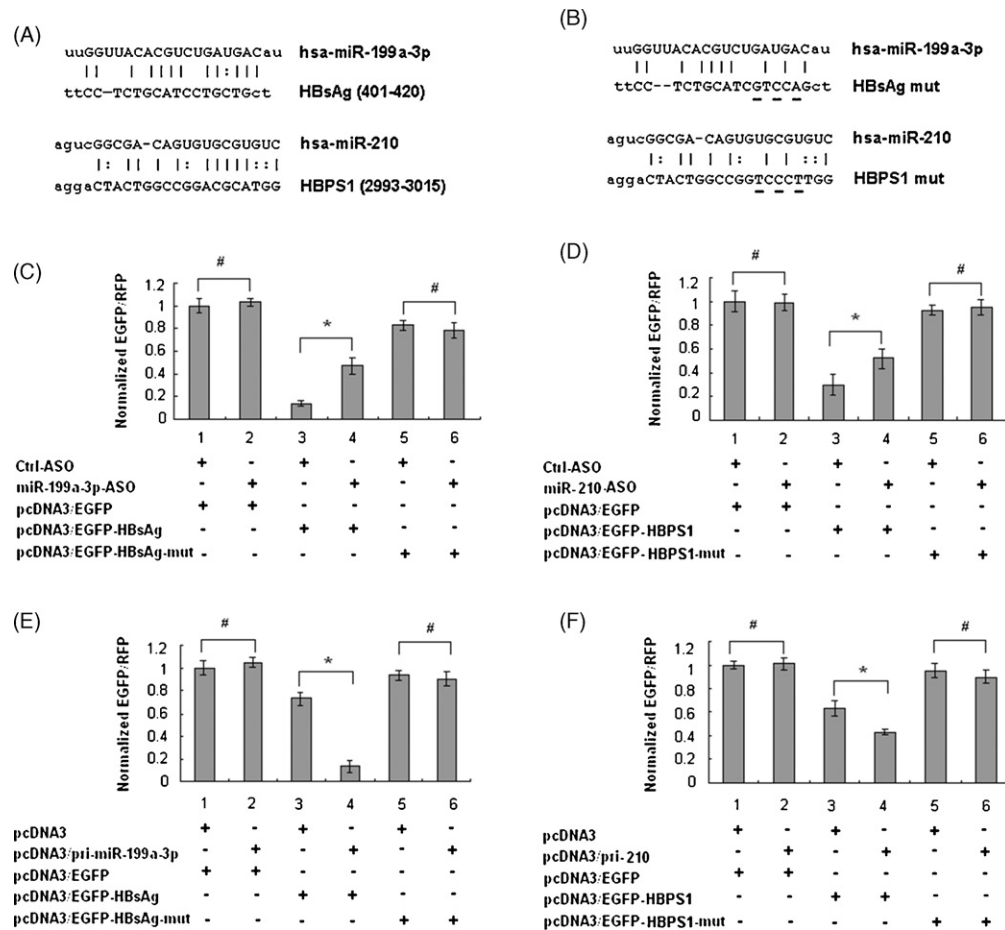 (A)
uuGGUUACACGUCUGAUGACau hsa-miR-199a-3p
ttCC-TCTGCATCCTGCTGct HBsAg (401-420)
agucGGCGA-CAGUGUGCGUGUC hsa-miR-210
aggaCTACTGGCCGGACGCATGG HBPS1 (2993-3015)
(B)
uuGGUUACACGUCUGAUGACau hsa-miR-199a-3p
ttCC--TCTGCATCGTCCAGct HBsAg mut
agucGGCGA-CAGUGUGCGUGUC hsa-miR-210
aggaCTACTGGCCGGTCCCTTGG HBPS1 mut
(C)
Normalized EGFP/RFP
1.2
1
0.8
0.6
0.4
0.2
0
# * #
1 2 3 4 5 6
Ctrl-ASO + - + - + -
miR-199a-3p-ASO - + - + - +
pcDNA3/EGFP + + - - - -
pcDNA3/EGFP-HBsAg - - + + - -
pcDNA3/EGFP-HBsAg-mut - - - - + +
(D)
Normalized EGFP/RFP
1.2
1
0.8
0.6
0.4
0.2
0
# * #
1 2 3 4 5 6
Ctrl-ASO + - + - + -
miR-210-ASO - + - + - +
pcDNA3/EGFP + + - - - -
pcDNA3/EGFP-HBPS1 - - + + - -
pcDNA3/EGFP-HBPS1-mut - - - - + +
(E)
Normalized EGFP/RFP
1.2
1
0.8
0.6
0.4
0.2
0
# * #
1 2 3 4 5 6
pcDNA3 + - + - + -
pcDNA3/pri-miR-199a-3p - + - + - +
pcDNA3/EGFP + + - - - -
pcDNA3/EGFP-HBsAg - - + + - -
pcDNA3/EGFP-HBsAg-mut - - - - + +
(F)
Normalized EGFP/RFP
1.2
1
0.8
0.6
0.4
0.2
0
# * #
1 2 3 4 5 6
pcDNA3 + - + - + -
pcDNA3/pri-210 - + - + - +
pcDNA3/EGFP + + - - - -
pcDNA3/EGFP-HBPS1 - - + + - -
pcDNA3/EGFP-HBPS1-mut - - - - + +